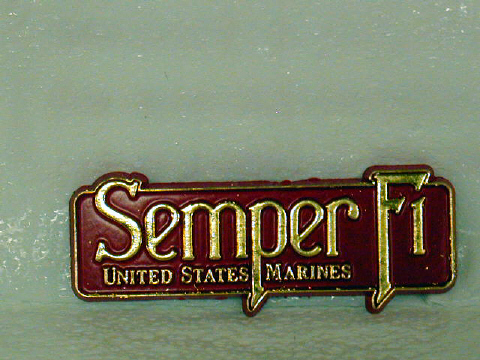 Semper Fi
United States Marines